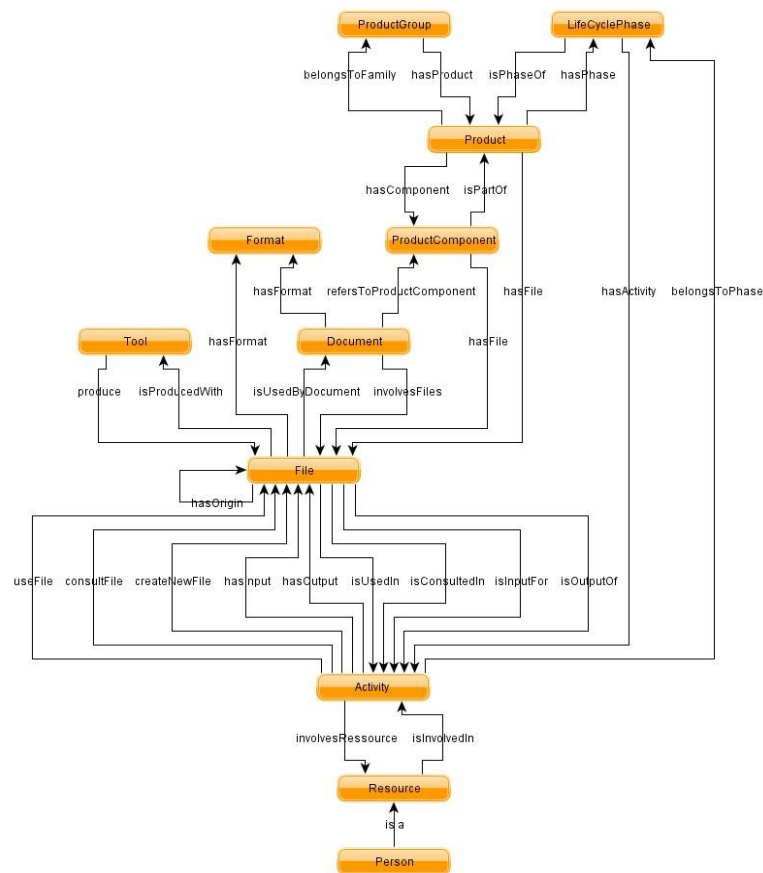 ProductGroup LifeCyclePhase
belongsToFamily hasProduct isPhaseOf hasPhase
Product
hasComponent isPartOf
Format ProductComponent
hasFormat refersToProductComponent hasFile hasActivity belongsToPhase
Tool hasFormat Document hasFile
produce isProducedWith isUsedByDocument involvesFiles
File
hasOrigin
useFile consultFile createNewFile hasInput hasOutput isUsedIn isConsultedIn isInputFor isOutputOf
Activity
involvesRessource isInvolvedIn
Resource
is a
Person